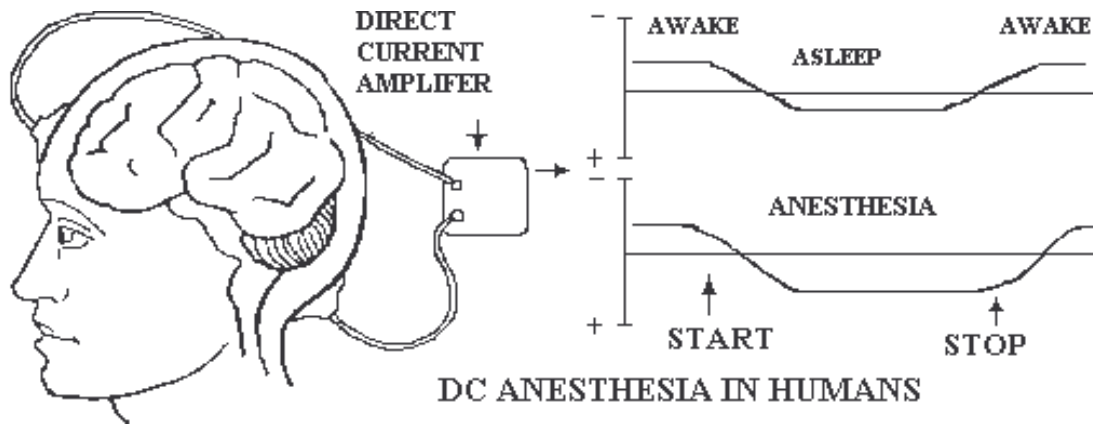 DIRECT
CURRENT
AMPLIFER
−
AWAKE
AWAKE
ASLEEP
+
−
ANESTHESIA
+
START
STOP
DC ANESTHESIA IN HUMANS